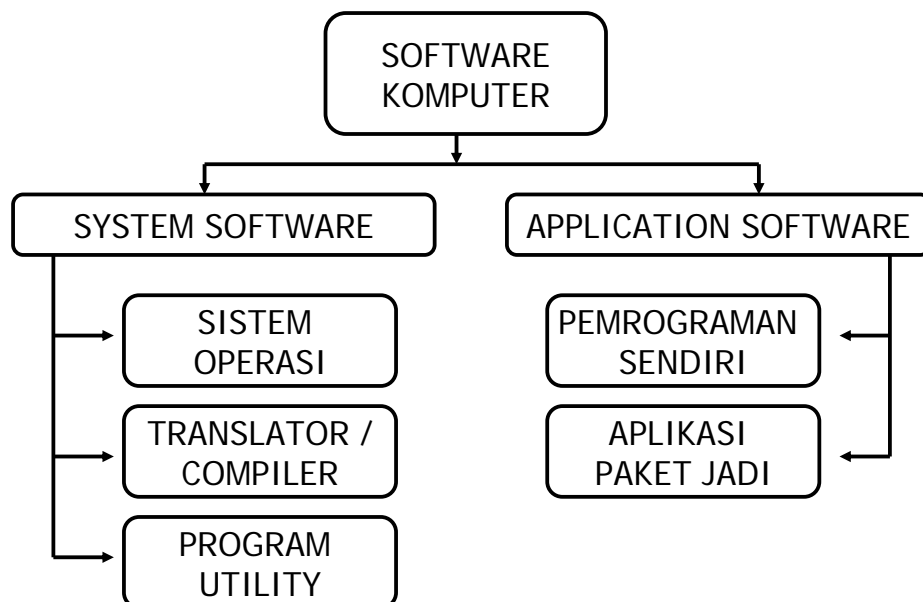 SOFTWARE
KOMPUTER
SYSTEM SOFTWARE
SISTEM
OPERASI
TRANSLATOR /
COMPILER
PROGRAM
UTILITY
APPLICATION SOFTWARE
PEMROGRAMAN
SENDIRI
APLIKASI
PAKET JADI